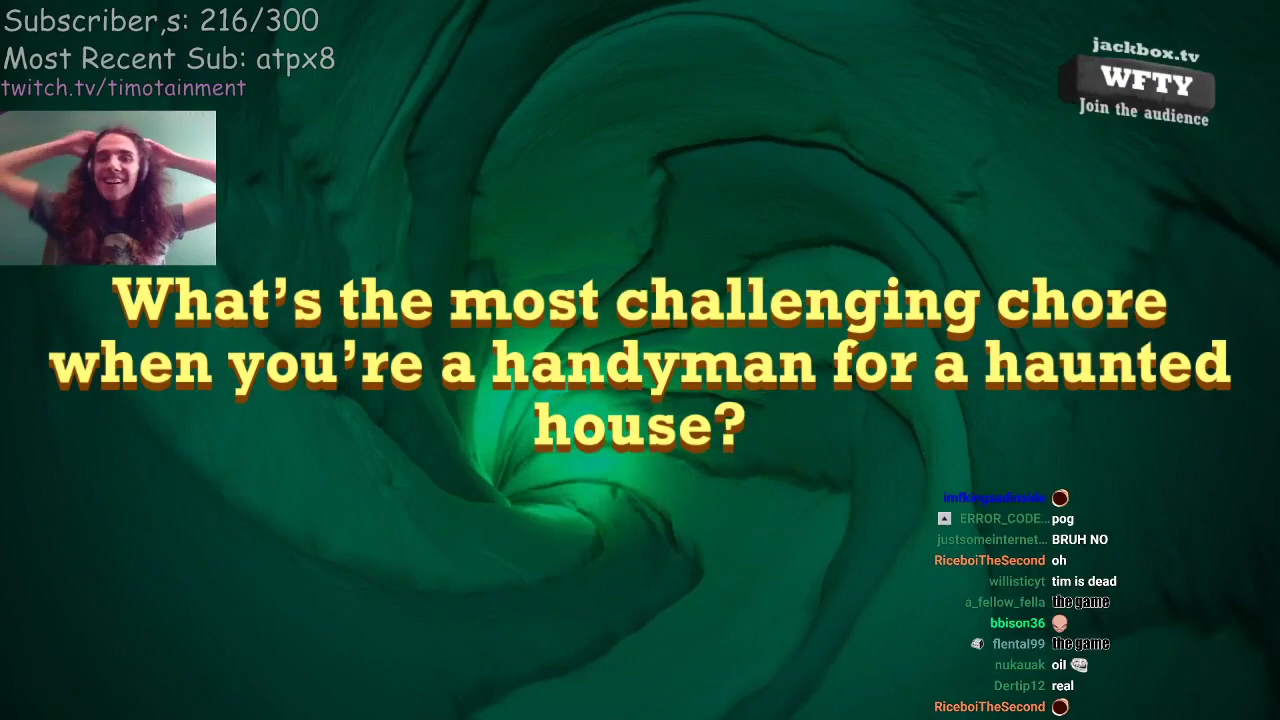 Subscriber,s: 216/300
Most Recent Sub: atpx8
twitch.tv/timotainment
jackbox.tv
WFTY
Join the audience
What's the most challenging chore
when you're a handyman for a haunted
house?
imfkingsadinside
ERROR_CODE... pog
justsomeinternet... BRUH NO
RiceboiTheSecond oh
willisticyt tim is dead
a_fellow_fella the game
bbison36
flental99 the game
nukauak oil
Dertip12 real
RiceboiTheSecond